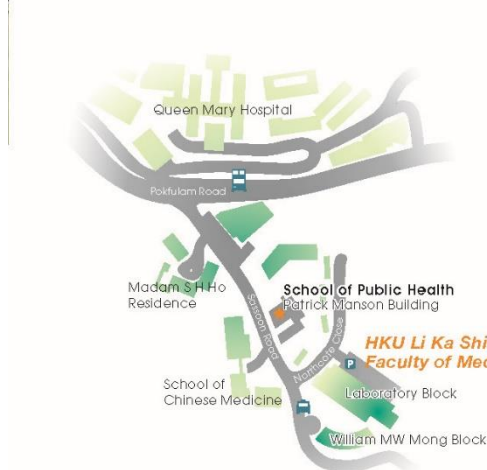 Queen Mary Hospital
Pokfulam Road
Madam S H Ho
Residence
Sassoon Road
School of Public Health
Patrick Manson Building
Northcote Close
HKU Li Ka Shi
Faculty of Med
P
Laboratory Block
School of
Chinese Medicine
William MW Mong Block